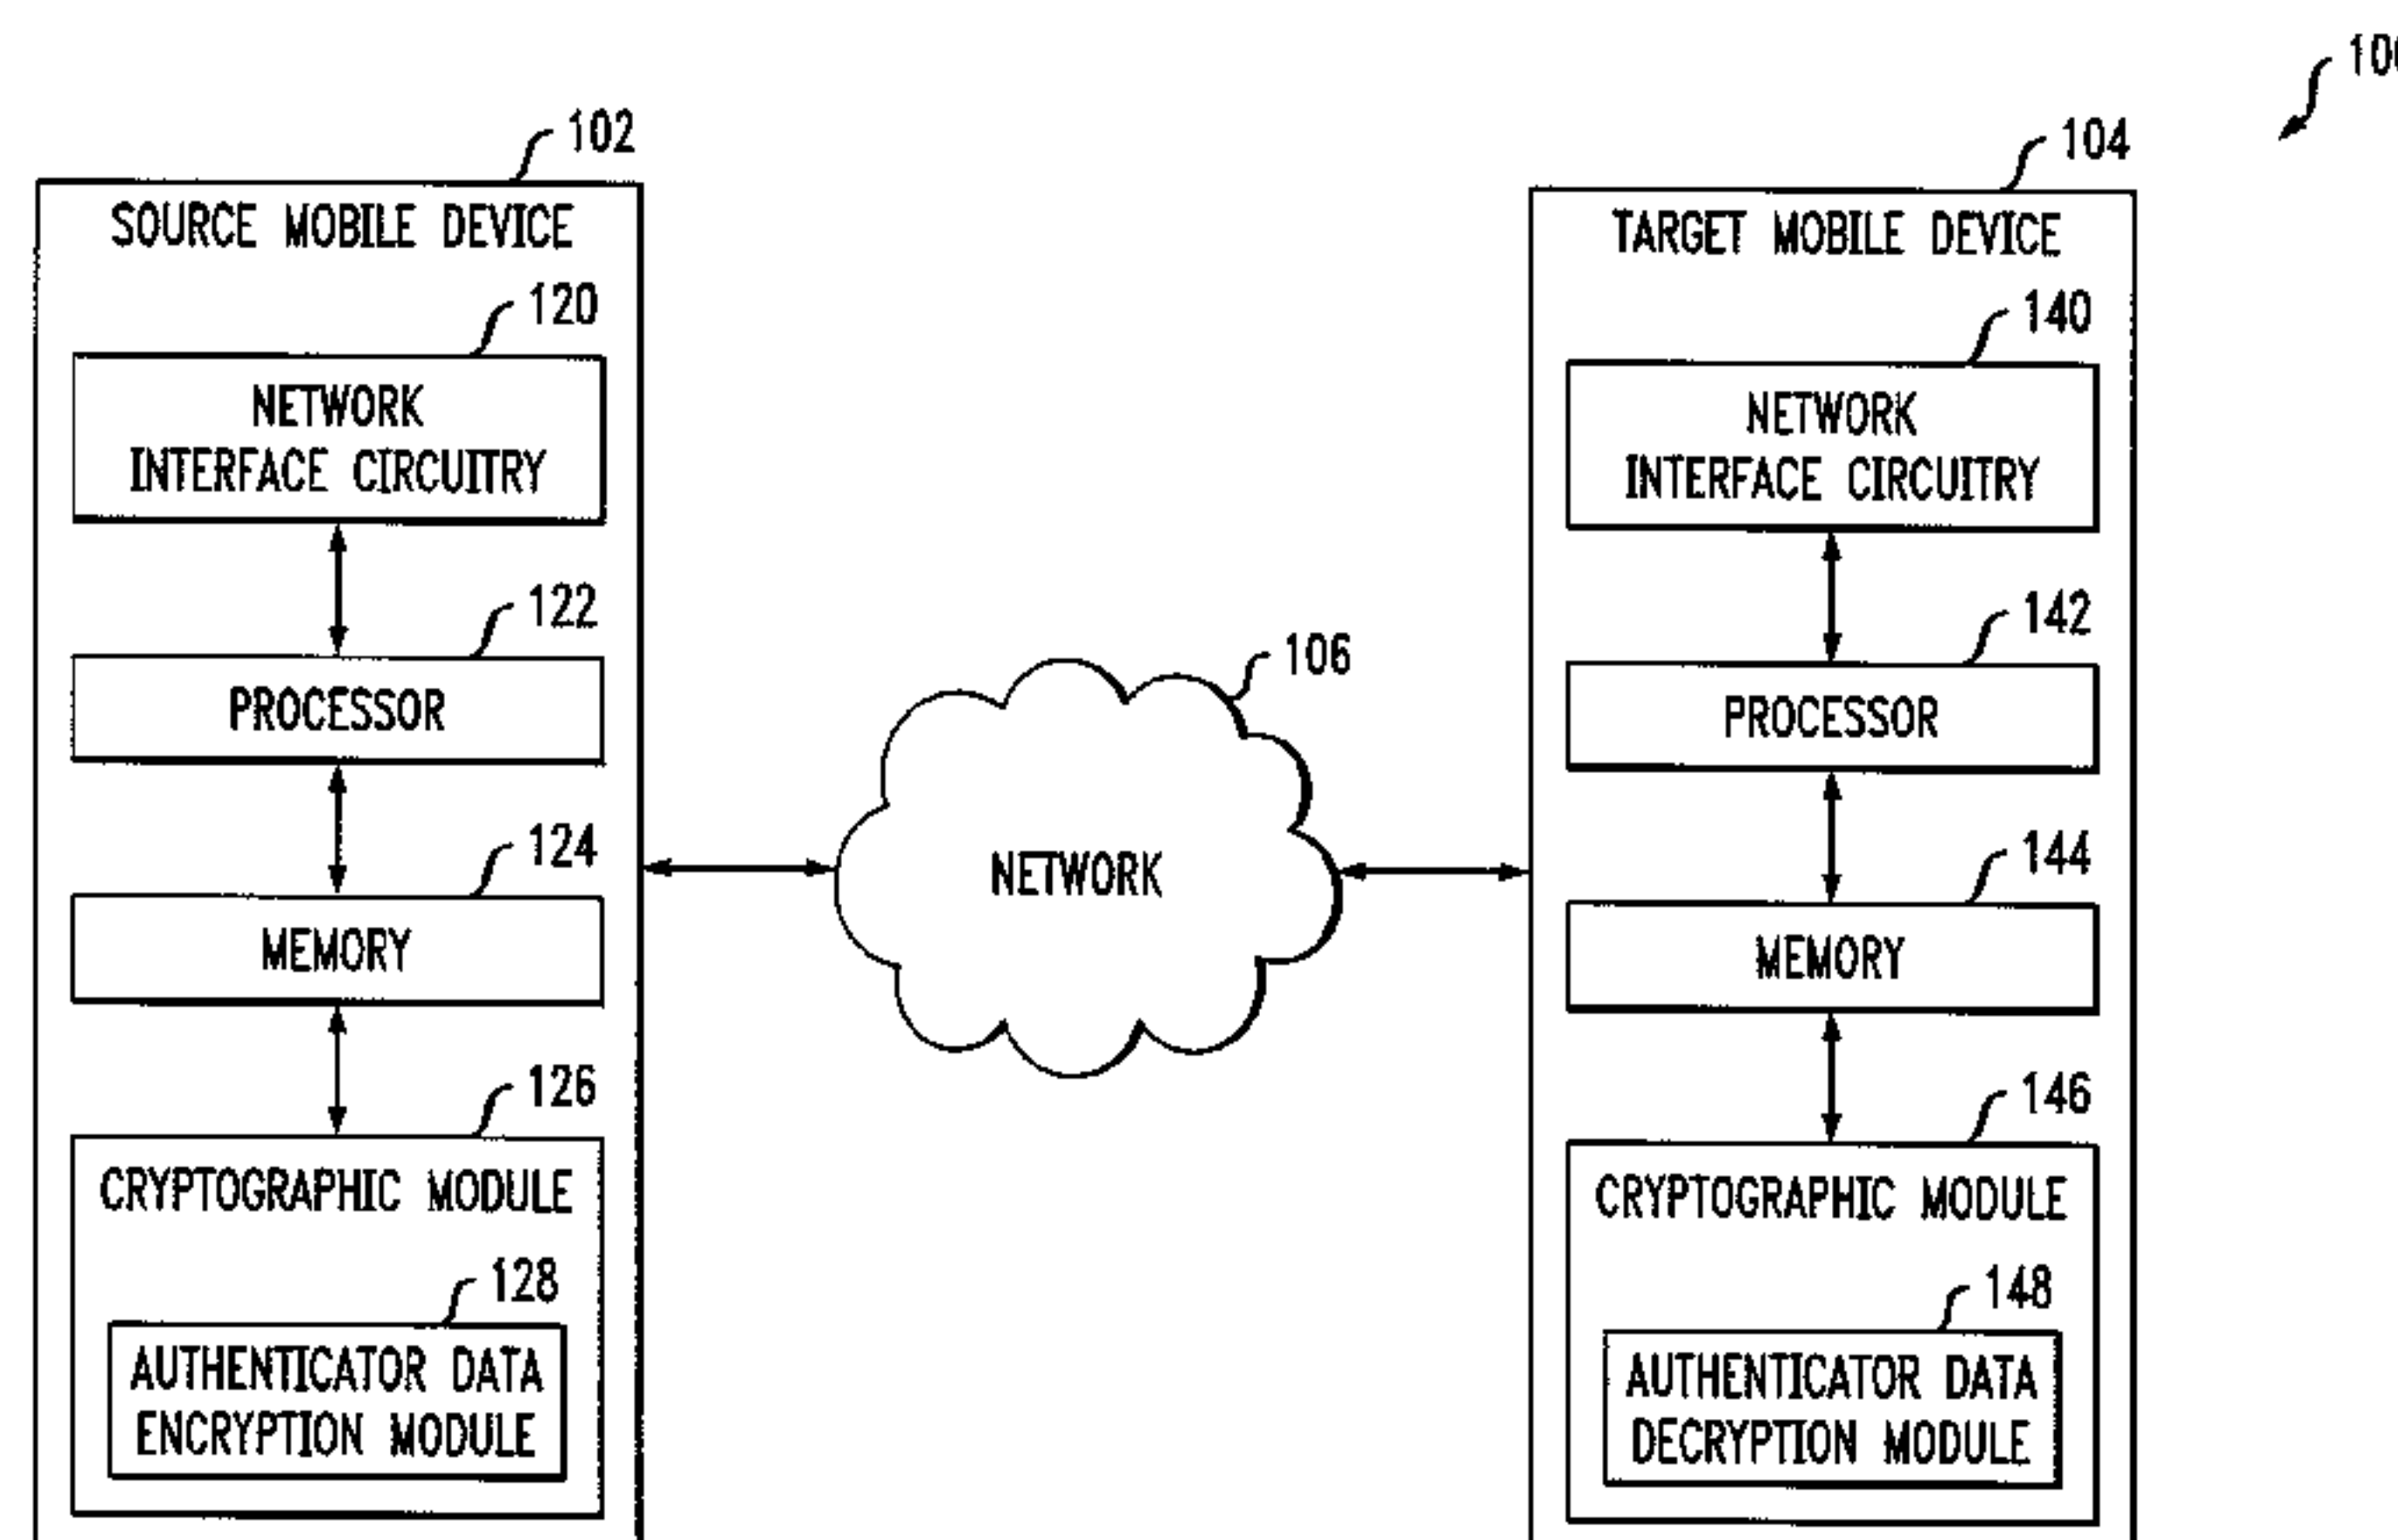 100
102
SOURCE MOBILE DEVICE
120
NETWORK
INTERFACE CIRCUITRY
122
PROCESSOR
124
MEMORY
126
CRYPTOGRAPHIC MODULE
128
AUTHENTICATOR DATA
ENCRYPTION MODULE
106
NETWORK
104
TARGET MOBILE DEVICE
140
NETWORK
INTERFACE CIRCUITRY
142
PROCESSOR
144
MEMORY
146
CRYPTOGRAPHIC MODULE
148
AUTHENTICATOR DATA
DECRYPTION MODULE